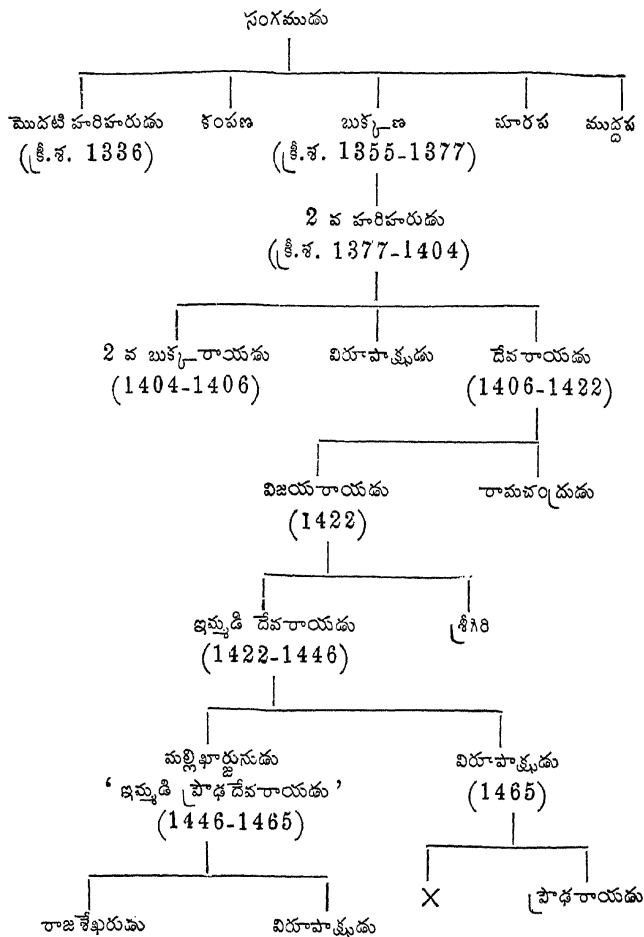 సంగముడు
మొదటి హరిహరుడు కంపణ బుక్కణ మారప ముద్దప
(క్రీ.శ. 1336) (క్రీ.శ. 1355-1377)
2 వ హరిహరుడు
(క్రీ.శ. 1377-1404)
2 వ బుక్కరాయడు విరూపాక్షుడు దేవరాయడు
(1404-1406) (1406-1422)
విజయరాయడు రామచంద్రుడు
(1422)
ఇమ్మడి దేవరాయడు శ్రీగిరి
(1422-1446)
మల్లిఖార్జునుడు విరూపాక్షుడు
‘ ఇమ్మడి ప్రౌఢదేవరాయడు ’ (1465)
(1446-1465)
X ప్రౌఢరాయడు
రాజశేఖరుడు విరూపాక్షుడు